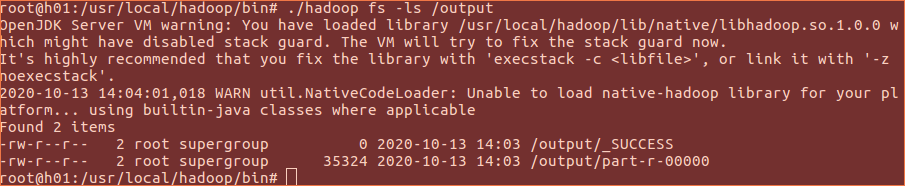 root@h01:/usr/local/hadoop/bin# ./hadoop fs -ls /output
OpenJDK Server VM warning: You have loaded library /usr/local/hadoop/lib/native/libhadoop.so.1.0.0 w
hich might have disabled stack guard. The VM will try to fix the stack guard now.
It's highly recommended that you fix the library with 'execstack -c <libfile>', or link it with '-z
noexecstack'.
2020-10-13 14:04:01,018 WARN util.NativeCodeLoader: Unable to load native-hadoop library for your pl
atform... using builtin-java classes where applicable
Found 2 items
-rw-r--r--   2 root supergroup          0 2020-10-13 14:03 /output/_SUCCESS
-rw-r--r--   2 root supergroup      35324 2020-10-13 14:03 /output/part-r-00000
root@h01:/usr/local/hadoop/bin#